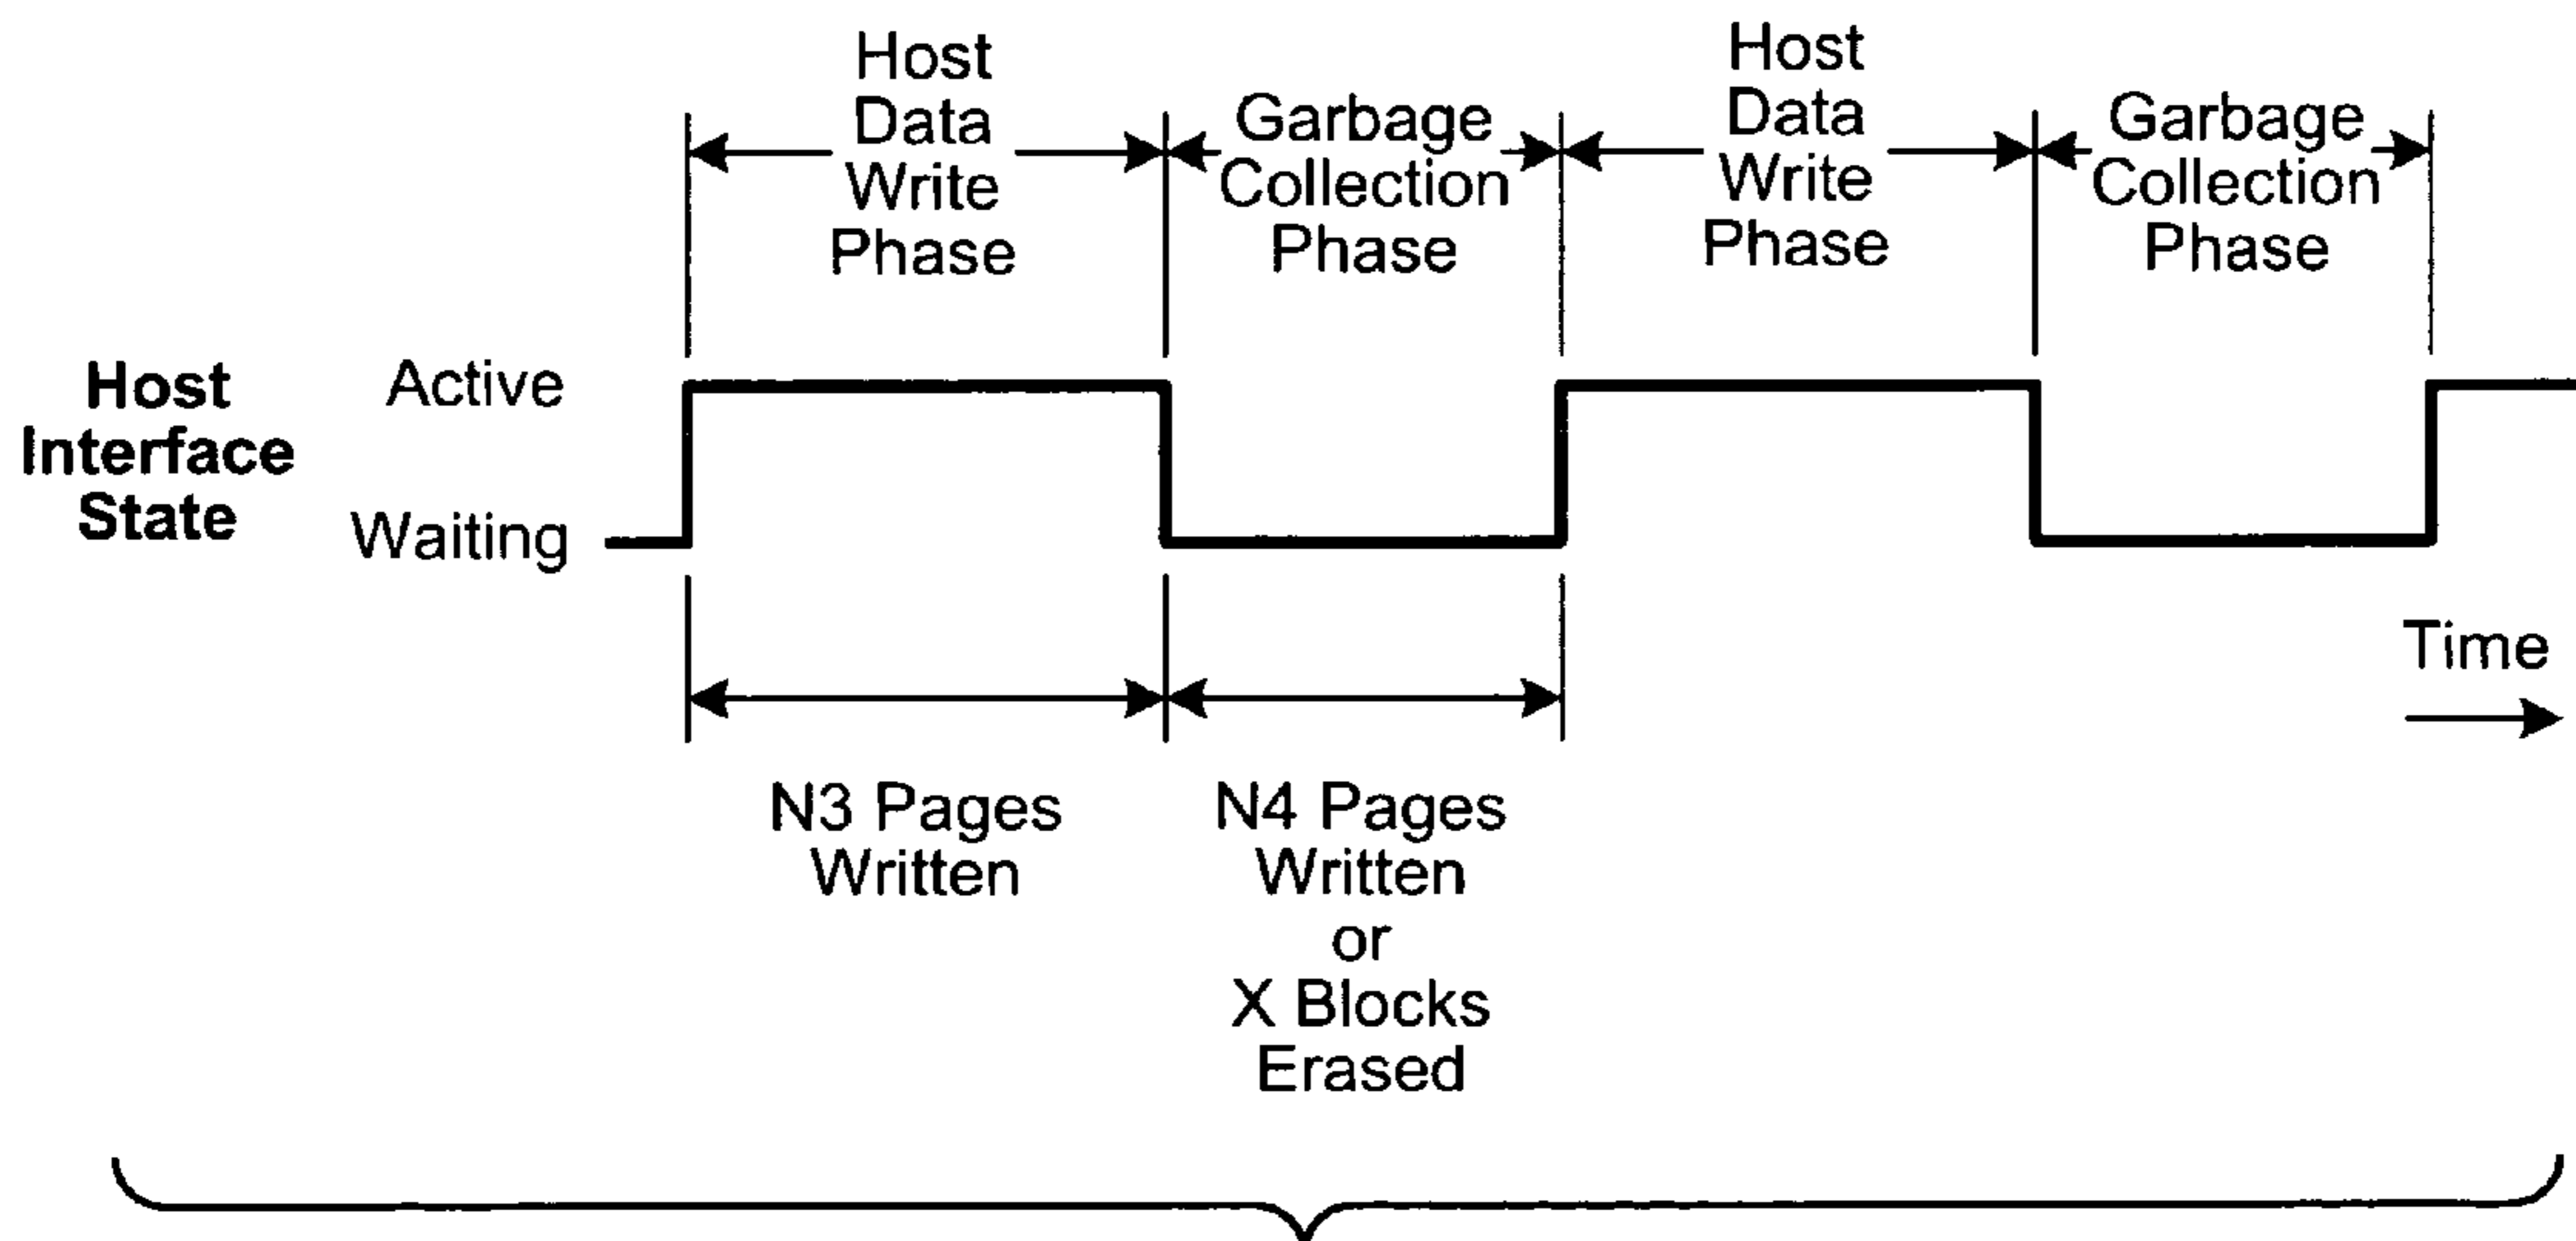 Host
Data
Write
Phase
Garbage
Collection
Phase
Host
Data
Write
Phase
Garbage
Collection
Phase
Host
Interface
State
Active
Waiting
Time
N3 Pages
Written
N4 Pages
Written
or
X Blocks
Erased